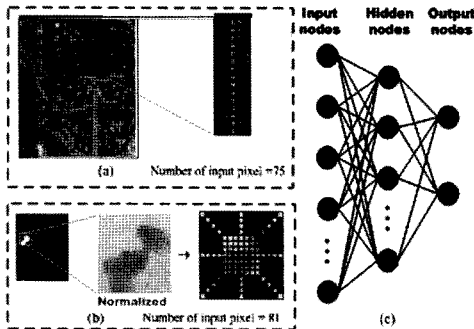 (a)
Number of input pixel =75
Normalized
(b)
Number of input pixel = 81
Input nodes
Hidden nodes
Output nodes
(c)